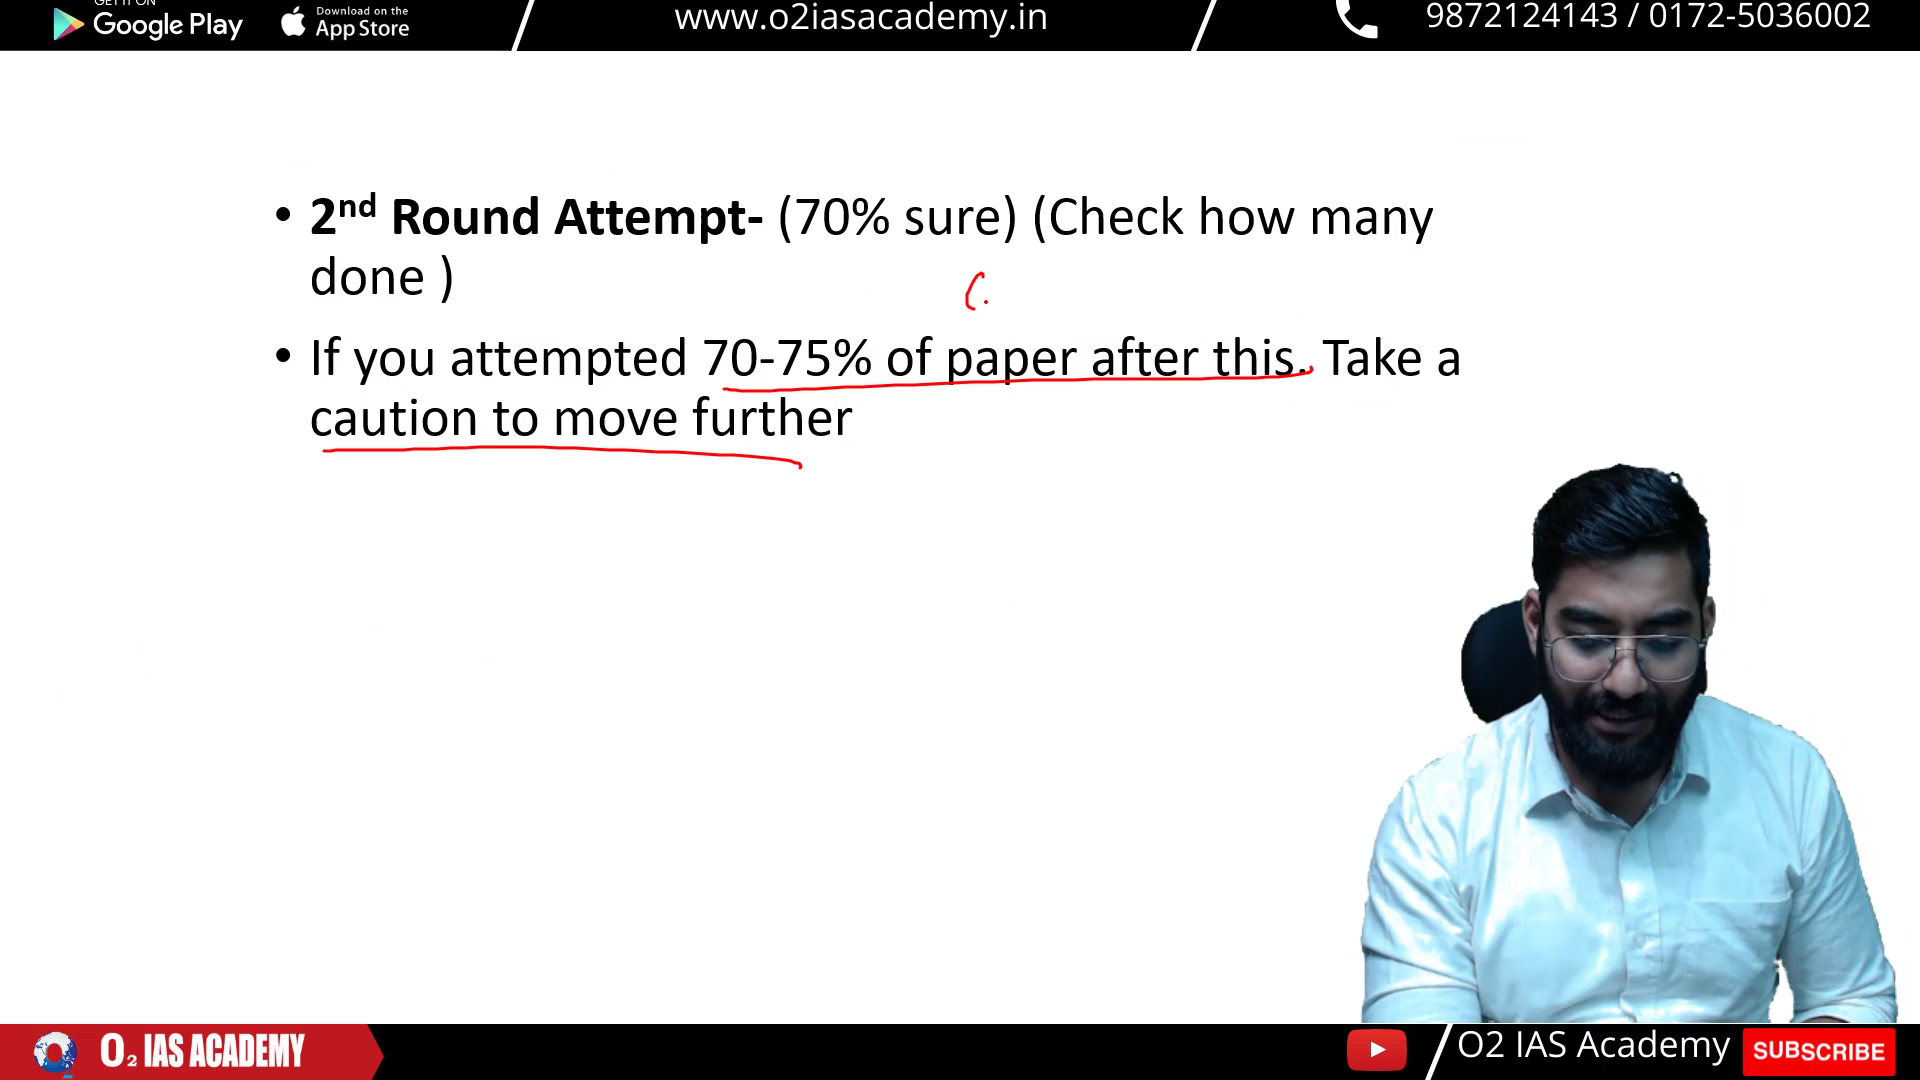 GET IT ON
Google Play
Download on the
App Store
www.o2iasacademy.in
9872124143 / 0172-5036002
• 2nd Round Attempt- (70% sure) (Check how many
done )
• If you attempted 70-75% of paper after this. Take a
caution to move further
O2 IAS ACADEMY
O2 IAS Academy
SUBSCRIBE